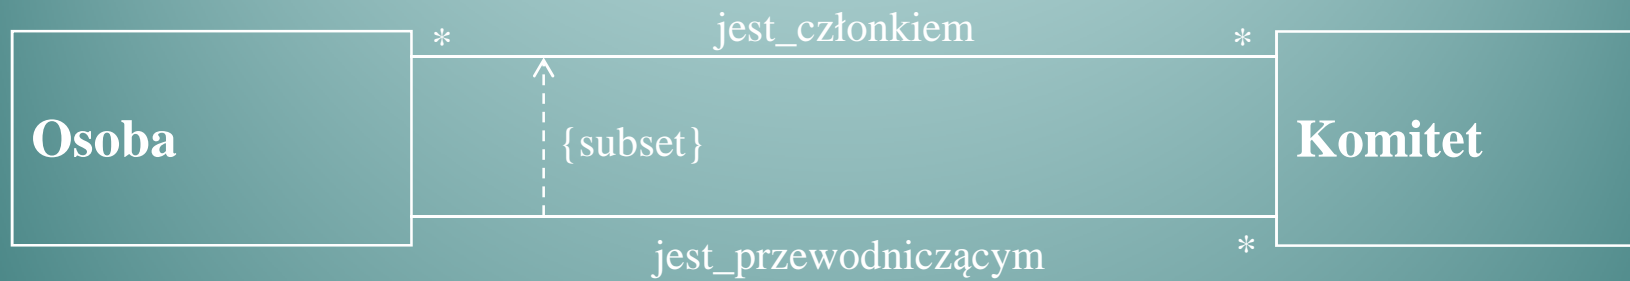 * jest_członkiem *
Osoba {subset} Komitet
jest_przewodniczącym *